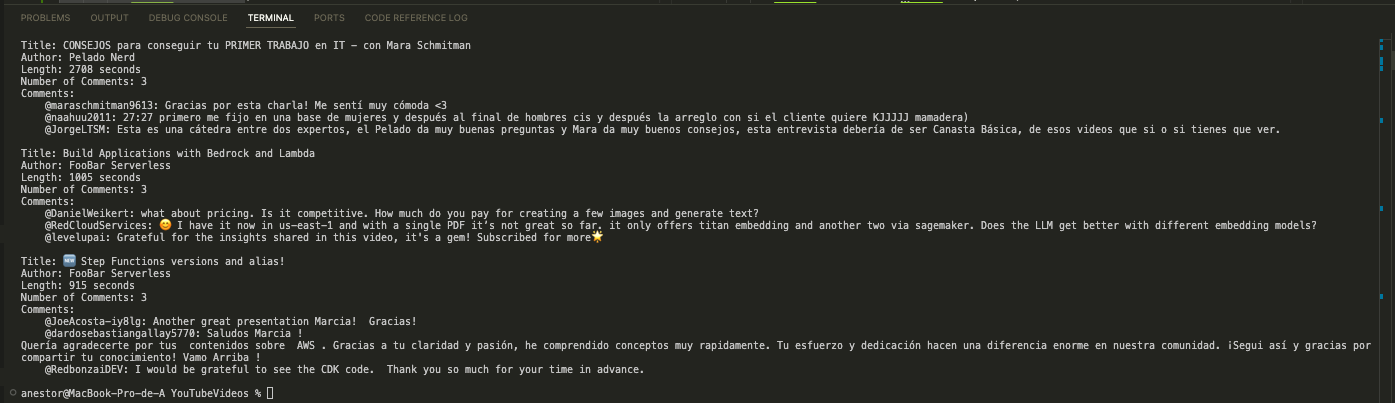 PROBLEMS OUTPUT DEBUG CONSOLE TERMINAL PORTS CODE REFERENCE LOG
Title: CONSEJOS para conseguir tu PRIMER TRABAJO en IT - con Mara Schmitman
Author: Pelado Nerd
Length: 2708 seconds
Number of Comments: 3
Comments:
@maraschmitman9613: Gracias por esta charla! Me sentí muy cómoda <3
@naahuu2011: 27:27 primero me fijo en una base de mujeres y después al final de hombres cis y después la arreglo con si el cliente quiere KJJJJJ mamadera)
@JorgeLTSM: Esta es una cátedra entre dos expertos, el Pelado da muy buenas preguntas y Mara da muy buenos consejos, esta entrevista debería de ser Canasta Básica, de esos videos que si o si tienes que ver.
Title: Build Applications with Bedrock and Lambda
Author: FooBar Serverless
Length: 1005 seconds
Number of Comments: 3
Comments:
@DanielWeikert: what about pricing. Is it competitive. How much do you pay for creating a few images and generate text?
@RedCloudServices: 😊 I have it now in us-east-1 and with a single PDF it's not great so far. it only offers titan embedding and another two via sagemaker. Does the LLM get better with different embedding models?
@levelupai: Grateful for the insights shared in this video, it's a gem! Subscribed for more🌟
Title: 🆕 Step Functions versions and alias!
Author: FooBar Serverless
Length: 915 seconds
Number of Comments: 3
Comments:
@JoeAcosta-iy8lg: Another great presentation Marcia!  Gracias!
@dardosebastiangallay5770: Saludos Marcia !
Quería agradecerte por tus  contenidos sobre  AWS . Gracias a tu claridad y pasión, he comprendido conceptos muy rapidamente. Tu esfuerzo y dedicación hacen una diferencia enorme en nuestra comunidad. ¡Segui así y gracias por
compartir tu conocimiento! Vamo Arriba !
@RedbonzaiDEV: I would be grateful to see the CDK code.  Thank you so much for your time in advance.
anestor@MacBook-Pro-de-A YouTubeVideos %